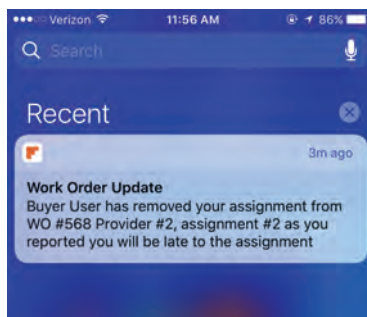 Verizon 11:56 AM 86%
Search
Recent
3m ago
Work Order Update
Buyer User has removed your assignment from
WO #568 Provider #2, assignment #2 as you
reported you will be late to the assignment